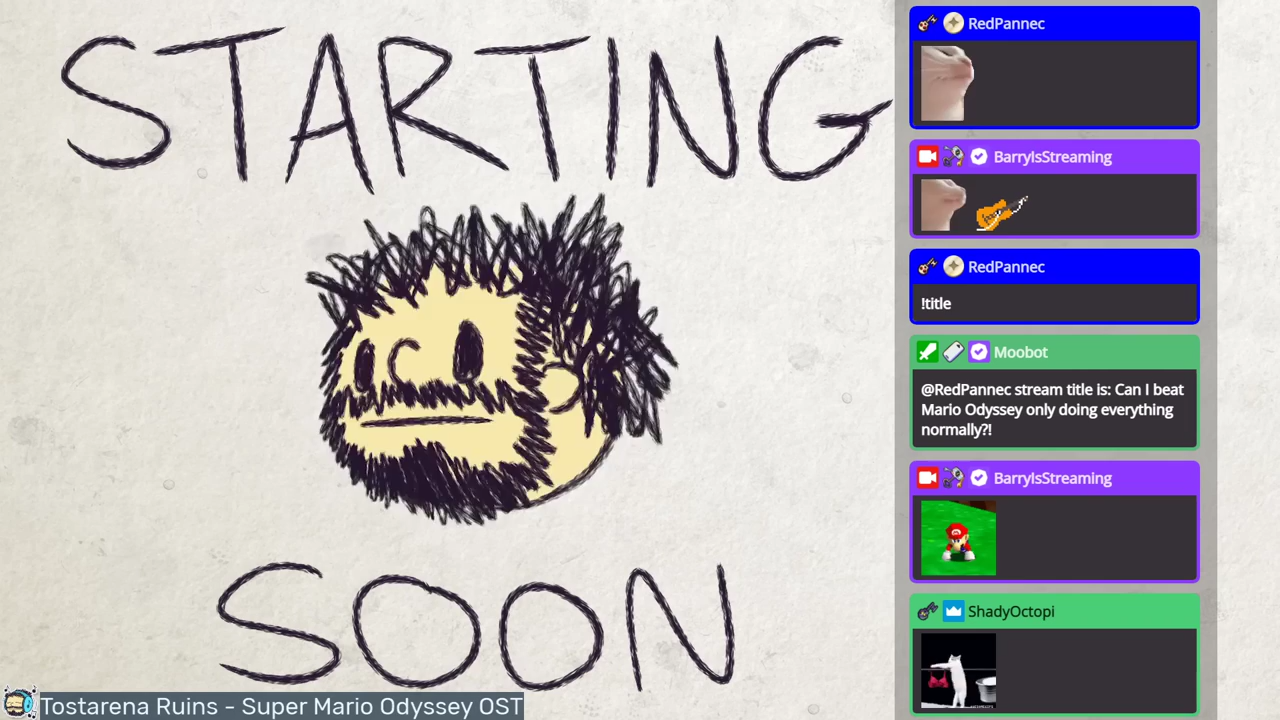 STARTING
SOON
Tostarena Ruins - Super Mario Odyssey OST
RedPannec
BarryIsStreaming
RedPannec
!title
Moobot
@RedPannec stream title is: Can I beat
Mario Odyssey only doing everything
normally?!
BarryIsStreaming
ShadyOctopi